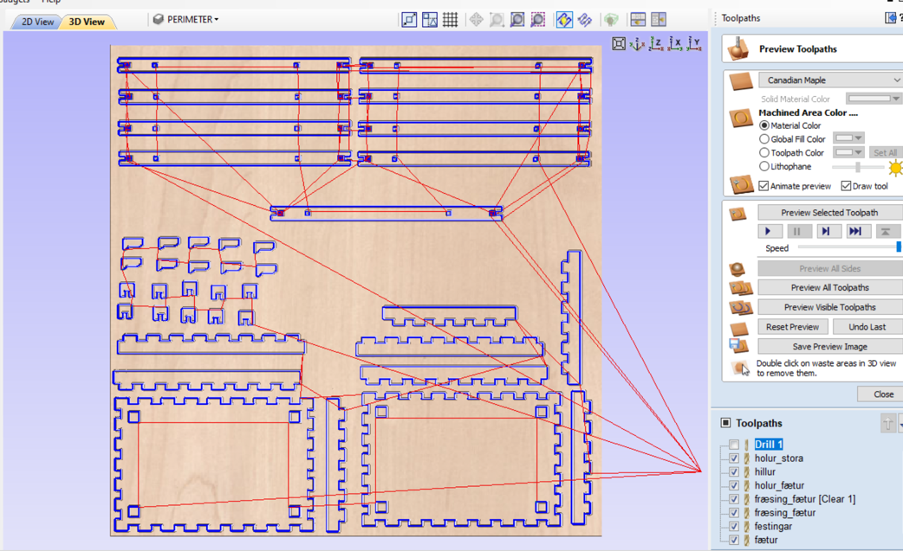 Gadgets Help
2D View 3D View
PERIMETER
Z X Y
Toolpaths
?
Preview Toolpaths
Canadian Maple
Solid Material Color
Machined Area Color ....
Material Color
Global Fill Color
Toolpath Color Set All
Lithophane
Animate preview Draw tool
Preview Selected Toolpath
Speed
Preview All Sides
Preview All Toolpaths
Preview Visible Toolpaths
Reset Preview Undo Last
Save Preview Image
Double click on waste areas in 3D view
to remove them.
Close
Toolpaths
Drill 1
holur_stora
hillur
holur_fætur
fræsing_fætur [Clear 1]
fræsing_fætur
festingar
fætur